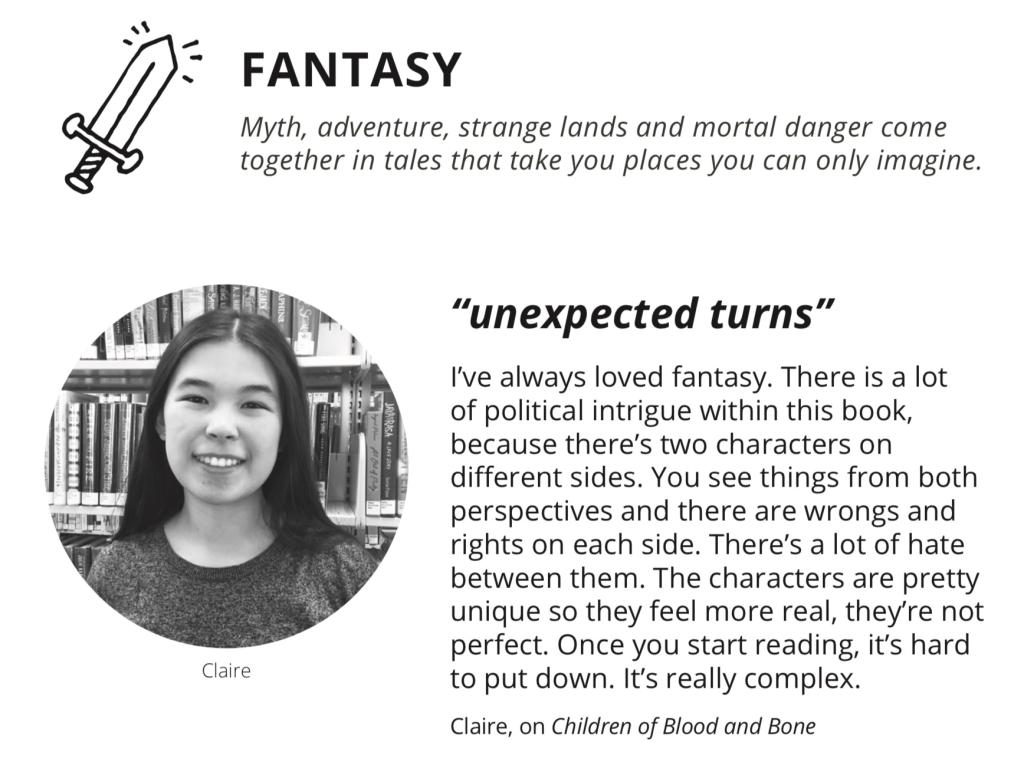 FANTASY
Myth, adventure, strange lands and mortal danger come
together in tales that take you places you can only imagine.
“unexpected turns”
I’ve always loved fantasy. There is a lot
of political intrigue within this book,
because there’s two characters on
different sides. You see things from both
perspectives and there are wrongs and
rights on each side. There’s a lot of hate
between them. The characters are pretty
unique so they feel more real, they’re not
perfect. Once you start reading, it’s hard
to put down. It’s really complex.
Claire, on Children of Blood and Bone
Claire